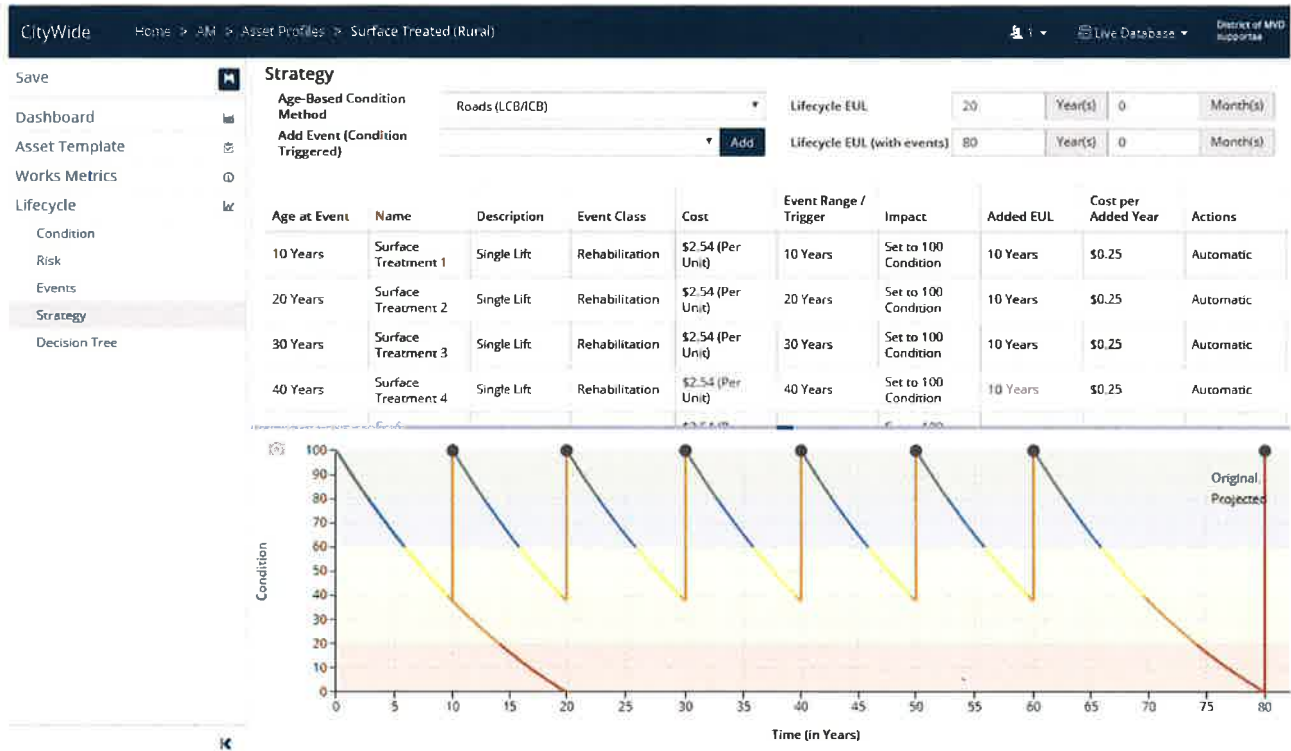 CityWide
Home > AM > Asset Profiles > Surface Treated (Rural)
1
Live Database
District of MVD
supportaa
Save
Dashboard
Asset Template
Works Metrics
Lifecycle
Condition
Risk
Events
Strategy
Decision Tree
Strategy
Age-Based Condition
Method
Roads (LCB/ICB)
Lifecycle EUL
20
Year(s)
0
Month(s)
Add Event (Condition
Triggered)
Add
Lifecycle EUL (with events)
80
Year(s)
0
Month(s)
Age at Event
Name
Description
Event Class
Cost
Event Range /
Trigger
Impact
Added EUL
Cost per
Added Year
Actions
10 Years
Surface
Treatment 1
Single Lift
Rehabilitation
$2.54 (Per
Unit)
10 Years
Set to 100
Condition
10 Years
$0.25
Automatic
20 Years
Surface
Treatment 2
Single Lift
Rehabilitation
$2.54 (Per
Unit)
20 Years
Set to 100
Condition
10 Years
$0.25
Automatic
30 Years
Surface
Treatment 3
Single Lift
Rehabilitation
$2.54 (Per
Unit)
30 Years
Set to 100
Condition
10 Years
$0.25
Automatic
40 Years
Surface
Treatment 4
Single Lift
Rehabilitation
$2.54 (Per
Unit)
40 Years
Set to 100
Condition
10 Years
$0.25
Automatic
Condition
100
90
80
70
60
50
40
30
20
10
0
Original
Projected
0 5 10 15 20 25 30 35 40 45 50 55 60 65 70 75 80
Time (in Years)